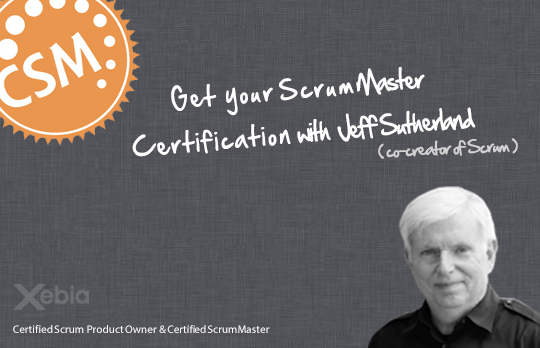 CSM
Get your ScrumMaster
Certification with Jeff Sutherland
(co-creator of Scrum)
Xebia
Certified Scrum Product Owner & Certified ScrumMaster